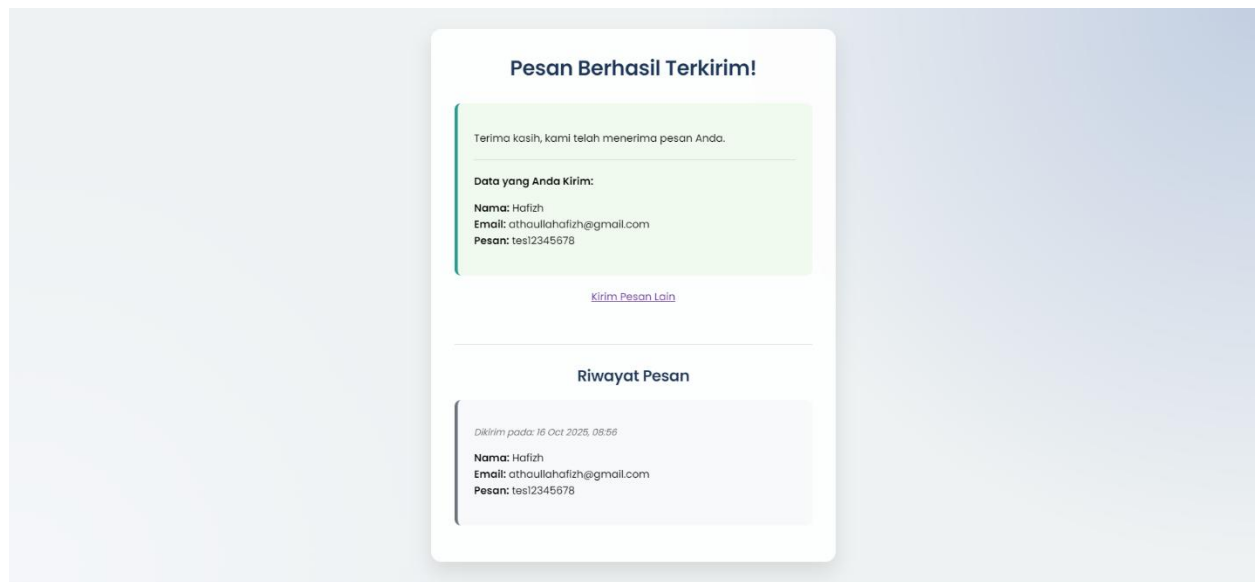 Pesan Berhasil Terkirim!
Terima kasih, kami telah menerima pesan Anda.
Data yang Anda Kirim:
Nama: Hafizh
Email: athaullahafizh@gmail.com
Pesan: tes12345678
Kirim Pesan Lain
Riwayat Pesan
Dikirim pada: 16 Oct 2025, 08:56
Nama: Hafizh
Email: athaullahafizh@gmail.com
Pesan: tes12345678